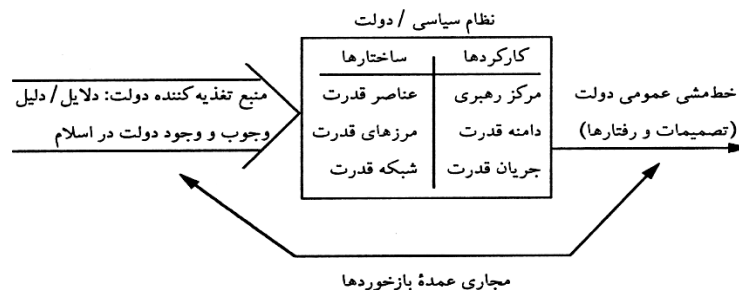 نظام سیاسی / دولت
کارکردها
ساختارها
مرکز رهبری
عناصر قدرت
دامنه قدرت
مرزهای قدرت
جریان قدرت
شبکه قدرت
منبع تغذیه‌کننده دولت: دلایل / دلیل
وجوب و وجود دولت در اسلام
خط‌مشی عمومی دولت
(تصمیمات و رفتارها)
مجاری عمدهٔ بازخوردها